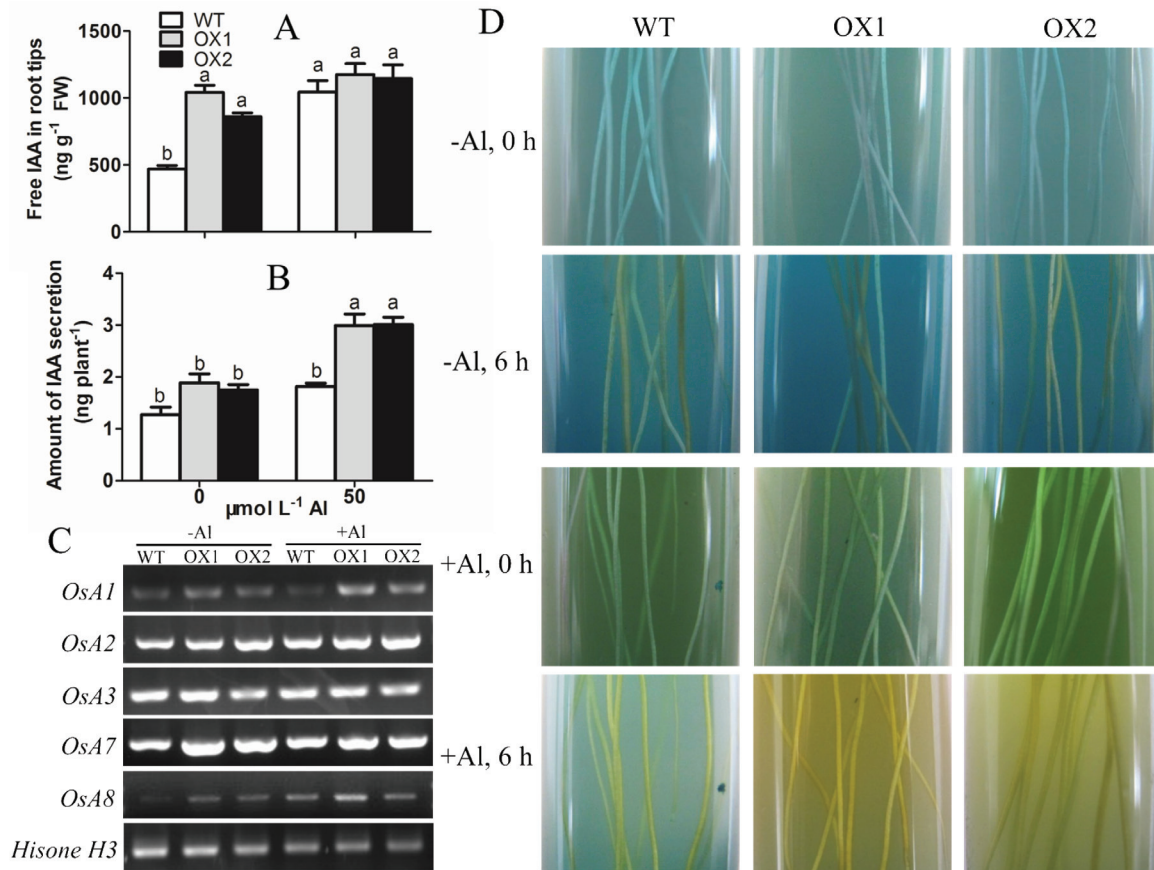 A
WT
OX1
OX2
Free IAA in root tips
(ng g-1 FW)
1500
1000
500
0
b
a
a
a
a
a
B
Amount of IAA secretion
(ng plant-1)
4
3
2
1
0
b
b
b
b
a
a
0
50
µmol L-1 Al
C
-Al
+Al
WT OX1 OX2 WT OX1 OX2
OsA1
OsA2
OsA3
OsA7
OsA8
Hisone H3
D
WT
OX1
OX2
-Al, 0 h
-Al, 6 h
+Al, 0 h
+Al, 6 h